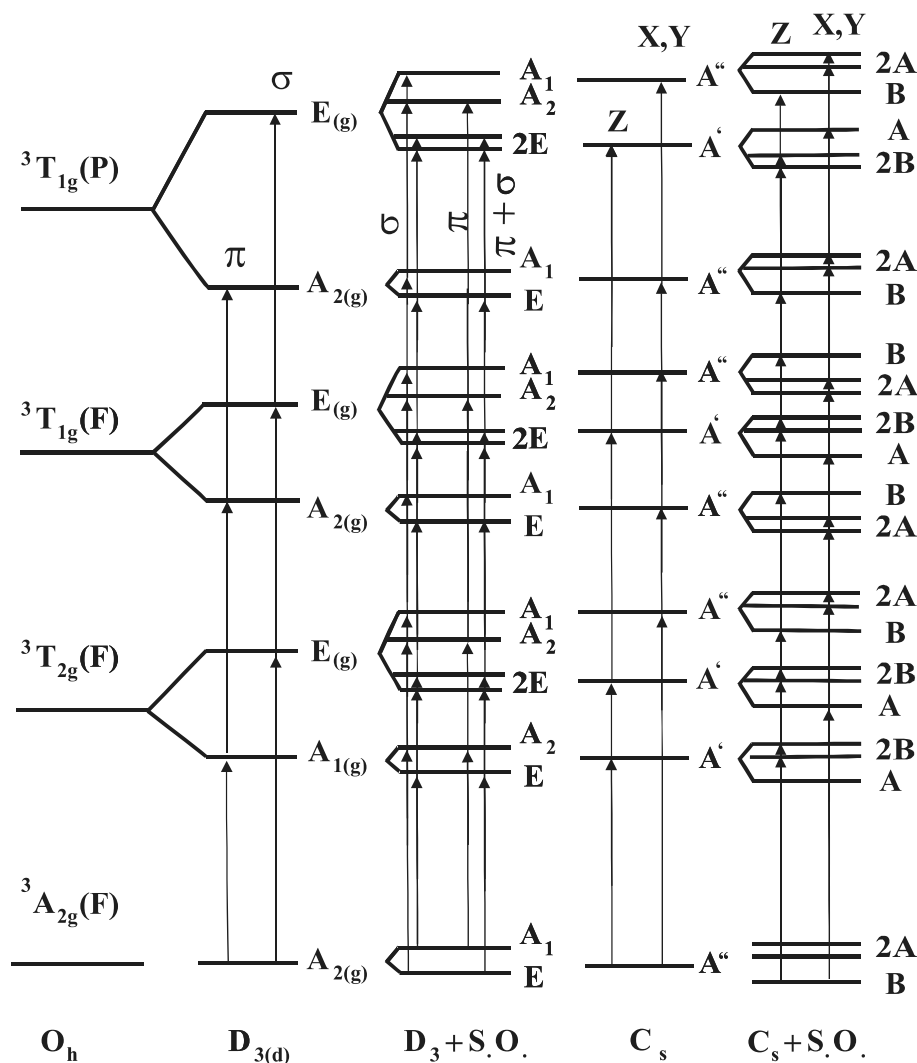 X,Y
Z
X,Y
σ
E(g)
A1
A2
A“
2A
B
Z
2E
A‘
A
2B
3T1g(P)
σ
π
π+σ
π
A1
2A
A2(g)
E
A“
B
A1
B
A“
2A
3T1g(F)
E(g)
A2
2E
A‘
2B
A
A1
B
A2(g)
A“
2A
E
A1
A“
2A
3T2g(F)
E(g)
A2
B
2E
A‘
2B
A
A2
2B
A1(g)
A‘
E
A
3A2g(F)
A1
2A
A2(g)
E
A“
B
Oh
D3(d)
D3+S.O.
Cs
Cs+S.O.